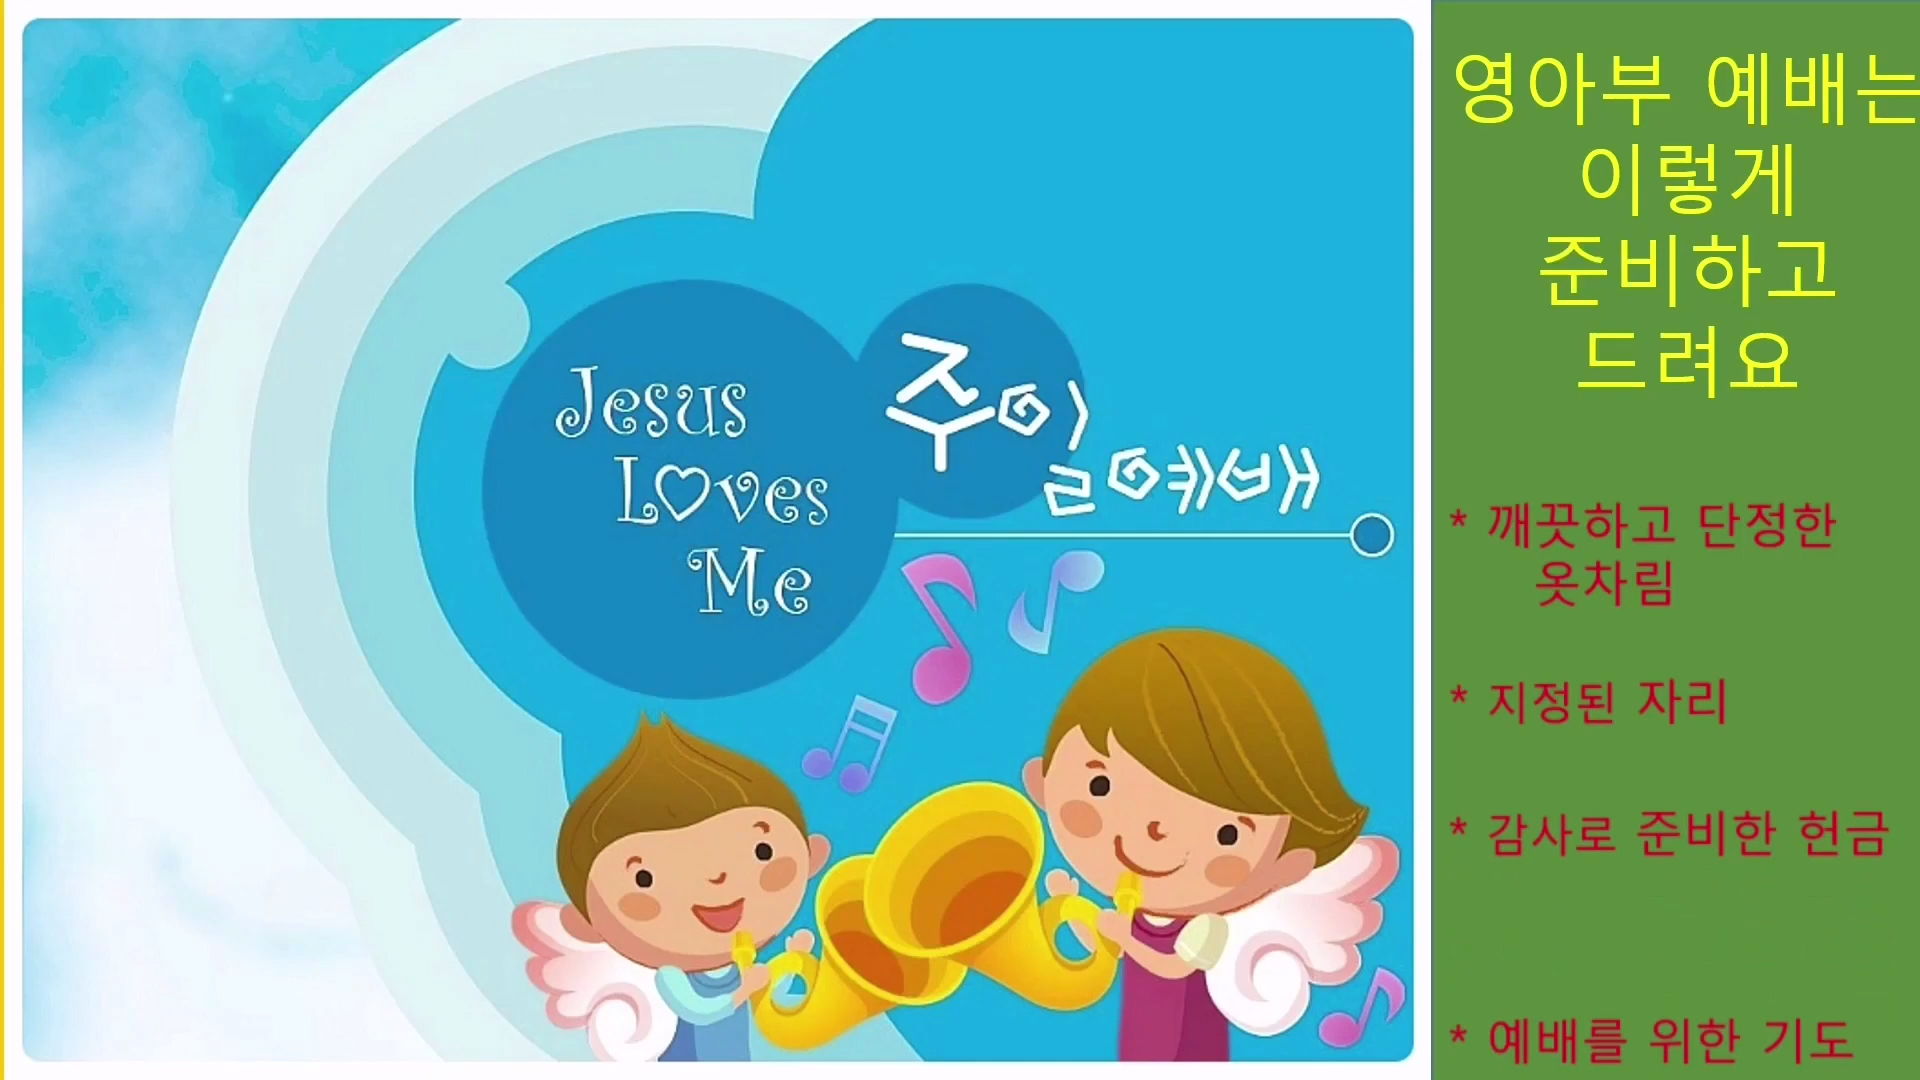 Jesus
Loves
Me
주일
예배
영아부 예배는
이렇게
준비하고
드려요
* 깨끗하고 단정한
옷차림
* 지정된 자리
* 감사로 준비한 헌금
* 예배를 위한 기도